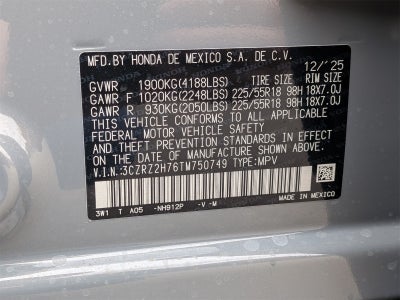 MFD.BY HONDA DE MEXICO S.A. DE C.V.
12/'25
GVWR 1900KG(4188LBS) TIRE SIZE RIM SIZE
GAWR F 1020KG(2248LBS) 225/55R18 98H 18X7.0J
GAWR R 930KG(2050LBS) 225/55R18 98H 18X7.0J
THIS VEHICLE CONFORMS TO ALL APPLICABLE
FEDERAL MOTOR VEHICLE SAFETY AND
THEFT PREVENTION STANDARDS IN EFFECT ON
THE DATE OF MANUFACTURE SHOWN ABOVE.
V.I.N.:3CZRZ2H76TM750749 TYPE:MPV
3W1 T A05 -NH912P -V -M-
MADE IN MEXICO